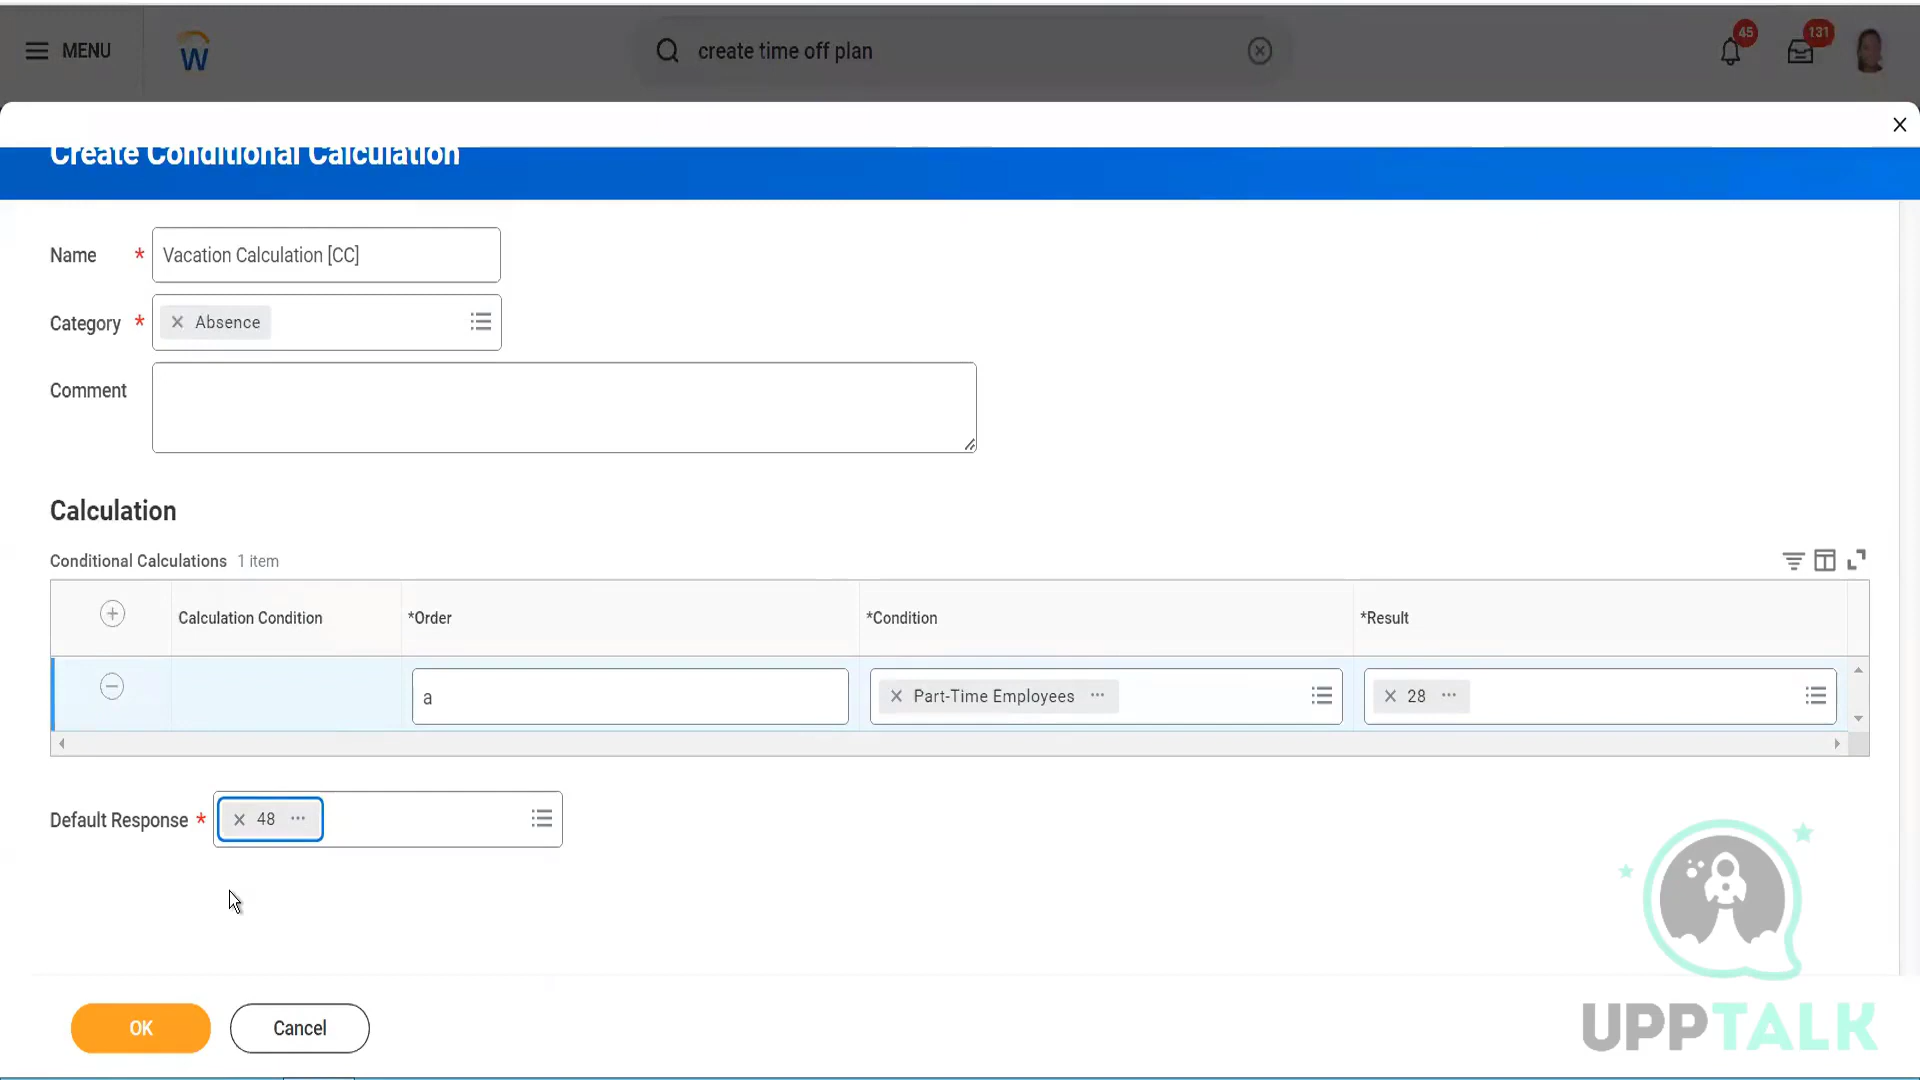 MENU
W
create time off plan
45
131
Create Conditional Calculation
Name *
Vacation Calculation [CC]
Category *
Absence
Comment
Calculation
Conditional Calculations 1 item
Calculation Condition
*Order
*Condition
*Result
a
Part-Time Employees
28
Default Response *
48
OK
Cancel
UPPTALK